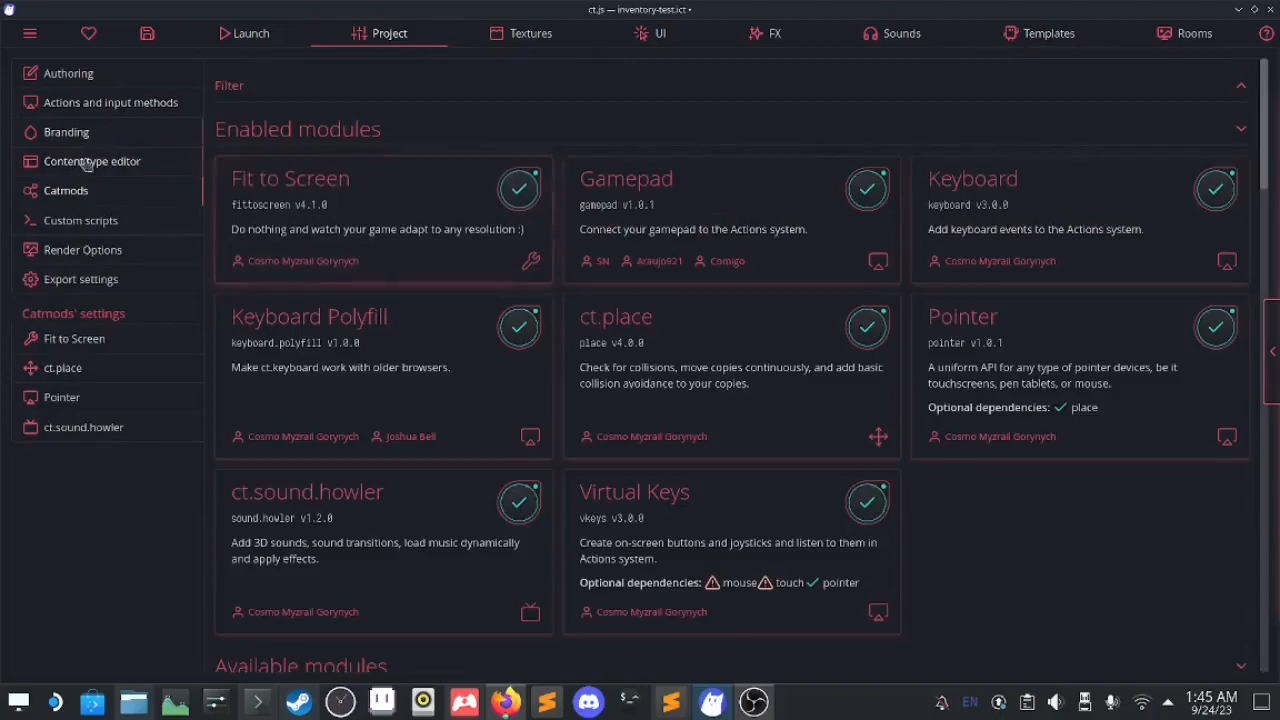 ct.js — inventory-test.ict •
Launch
Project
Textures
UI
FX
Sounds
Templates
Rooms
Authoring
Actions and input methods
Branding
Content type editor
Catmods
Custom scripts
Render Options
Export settings
Catmods' settings
Fit to Screen
ct.place
Pointer
ct.sound.howler
Filter
Enabled modules
Fit to Screen
fittoscreen v4.1.0
Do nothing and watch your game adapt to any resolution :)
Cosmo Myzrail Gorynych
Gamepad
gamepad v1.0.1
Connect your gamepad to the Actions system.
SN Araujo921 Comigo
Keyboard
keyboard v3.0.0
Add keyboard events to the Actions system.
Cosmo Myzrail Gorynych
Keyboard Polyfill
keyboard.polyfill v1.0.0
Make ct.keyboard work with older browsers.
Cosmo Myzrail Gorynych Joshua Bell
ct.place
place v4.0.0
Check for collisions, move copies continuously, and add basic
collision avoidance to your copies.
Cosmo Myzrail Gorynych
Pointer
pointer v1.0.1
A uniform API for any type of pointer devices, be it
touchscreens, pen tablets, or mouse.
Optional dependencies: place
Cosmo Myzrail Gorynych
ct.sound.howler
sound.howler v1.2.0
Add 3D sounds, sound transitions, load music dynamically
and apply effects.
Cosmo Myzrail Gorynych
Virtual Keys
vkeys v3.0.0
Create on-screen buttons and joysticks and listen to them in
Actions system.
Optional dependencies: mouse touch pointer
Cosmo Myzrail Gorynych
Available modules
EN
1:45 AM
9/24/23